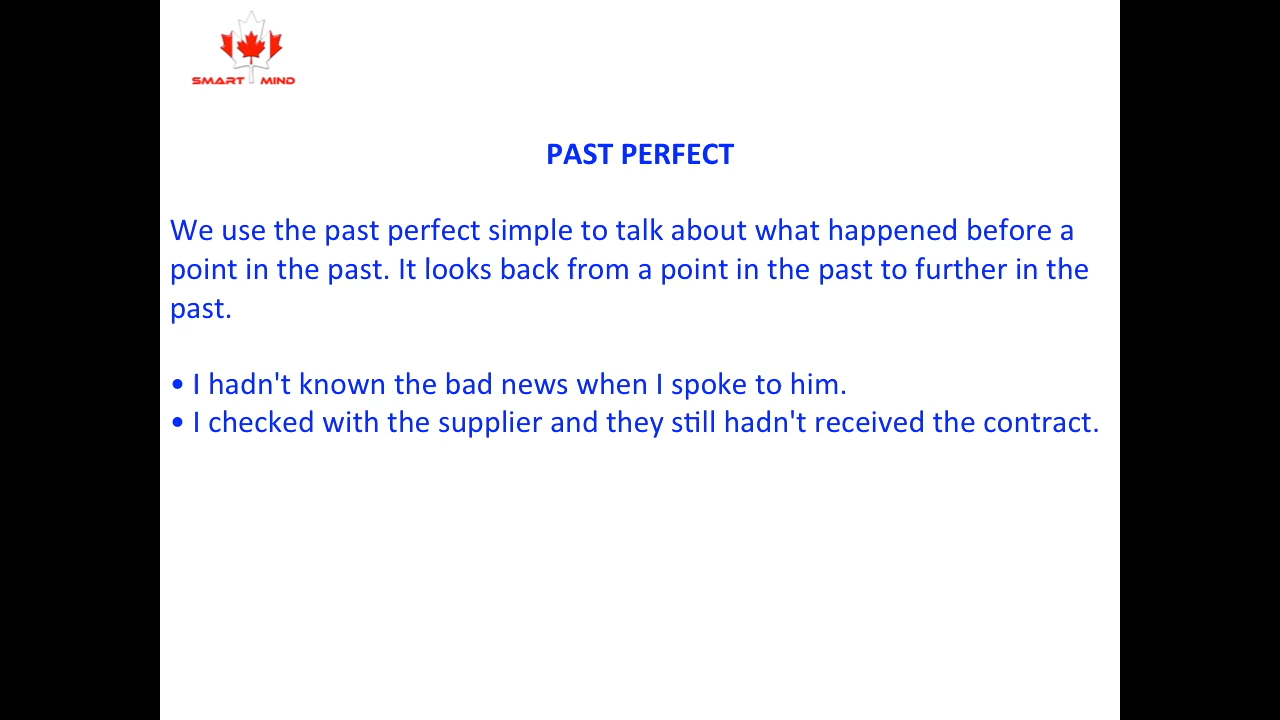 SMART MIND
PAST PERFECT
We use the past perfect simple to talk about what happened before a
point in the past. It looks back from a point in the past to further in the
past.
• I hadn't known the bad news when I spoke to him.
• I checked with the supplier and they still hadn't received the contract.